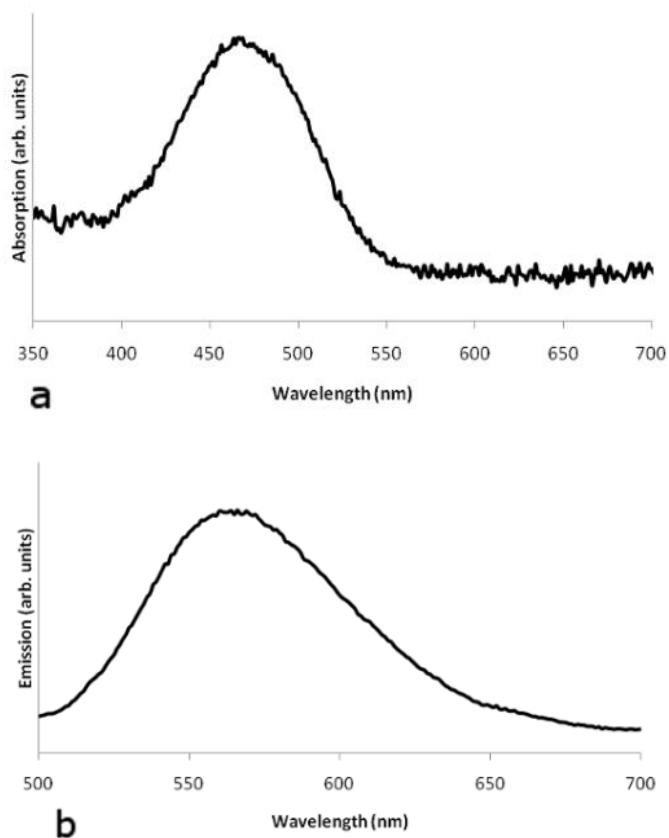 Absorption (arb. units)
350 400 450 500 550 600 650 700
Wavelength (nm)
a
Emission (arb. units)
500 550 600 650 700
Wavelength (nm)
b